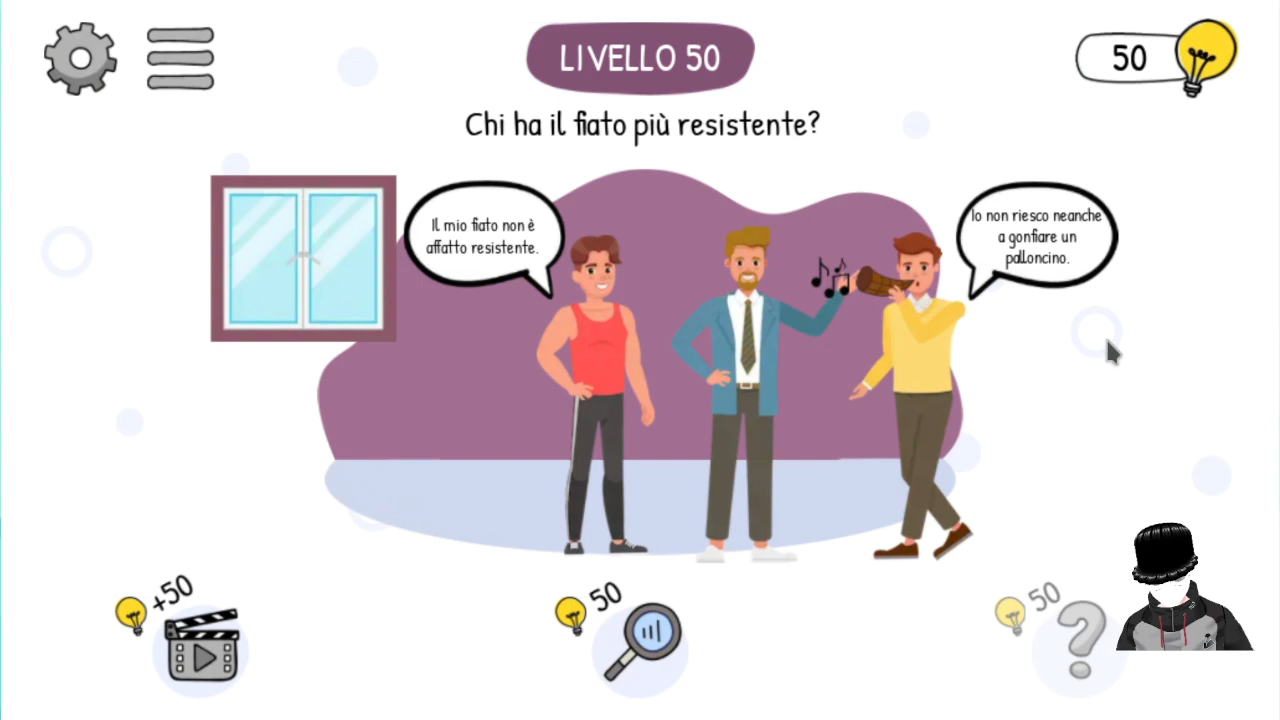 LIVELLO 50
50
Chi ha il fiato più resistente?
Il mio fiato non è
affatto resistente.
Io non riesco neanche
a gonfiare un
palloncino.
+50
50
50
?